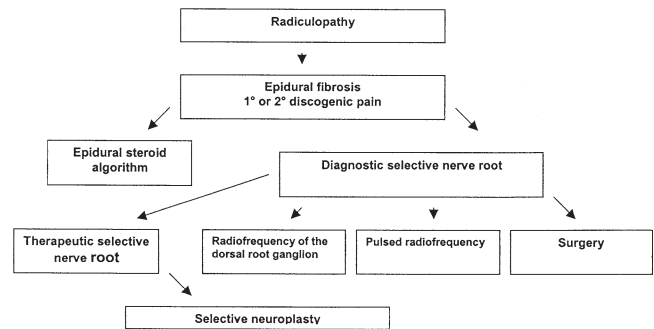 Radiculopathy
Epidural fibrosis
1° or 2° discogenic pain
Epidural steroid
algorithm
Diagnostic selective nerve root
Therapeutic selective
nerve root
Radiofrequency of the
dorsal root ganglion
Pulsed radiofrequency
Surgery
Selective neuroplasty